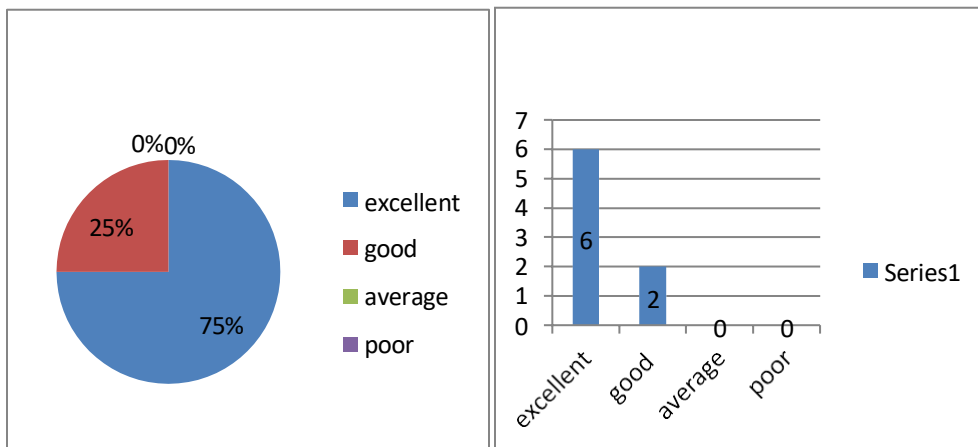 0% 0%
25%
75%
excellent
good
average
poor
7
6
5
4
3
2
1
0
6
2
0
0
excellent
good
average
poor
Series1